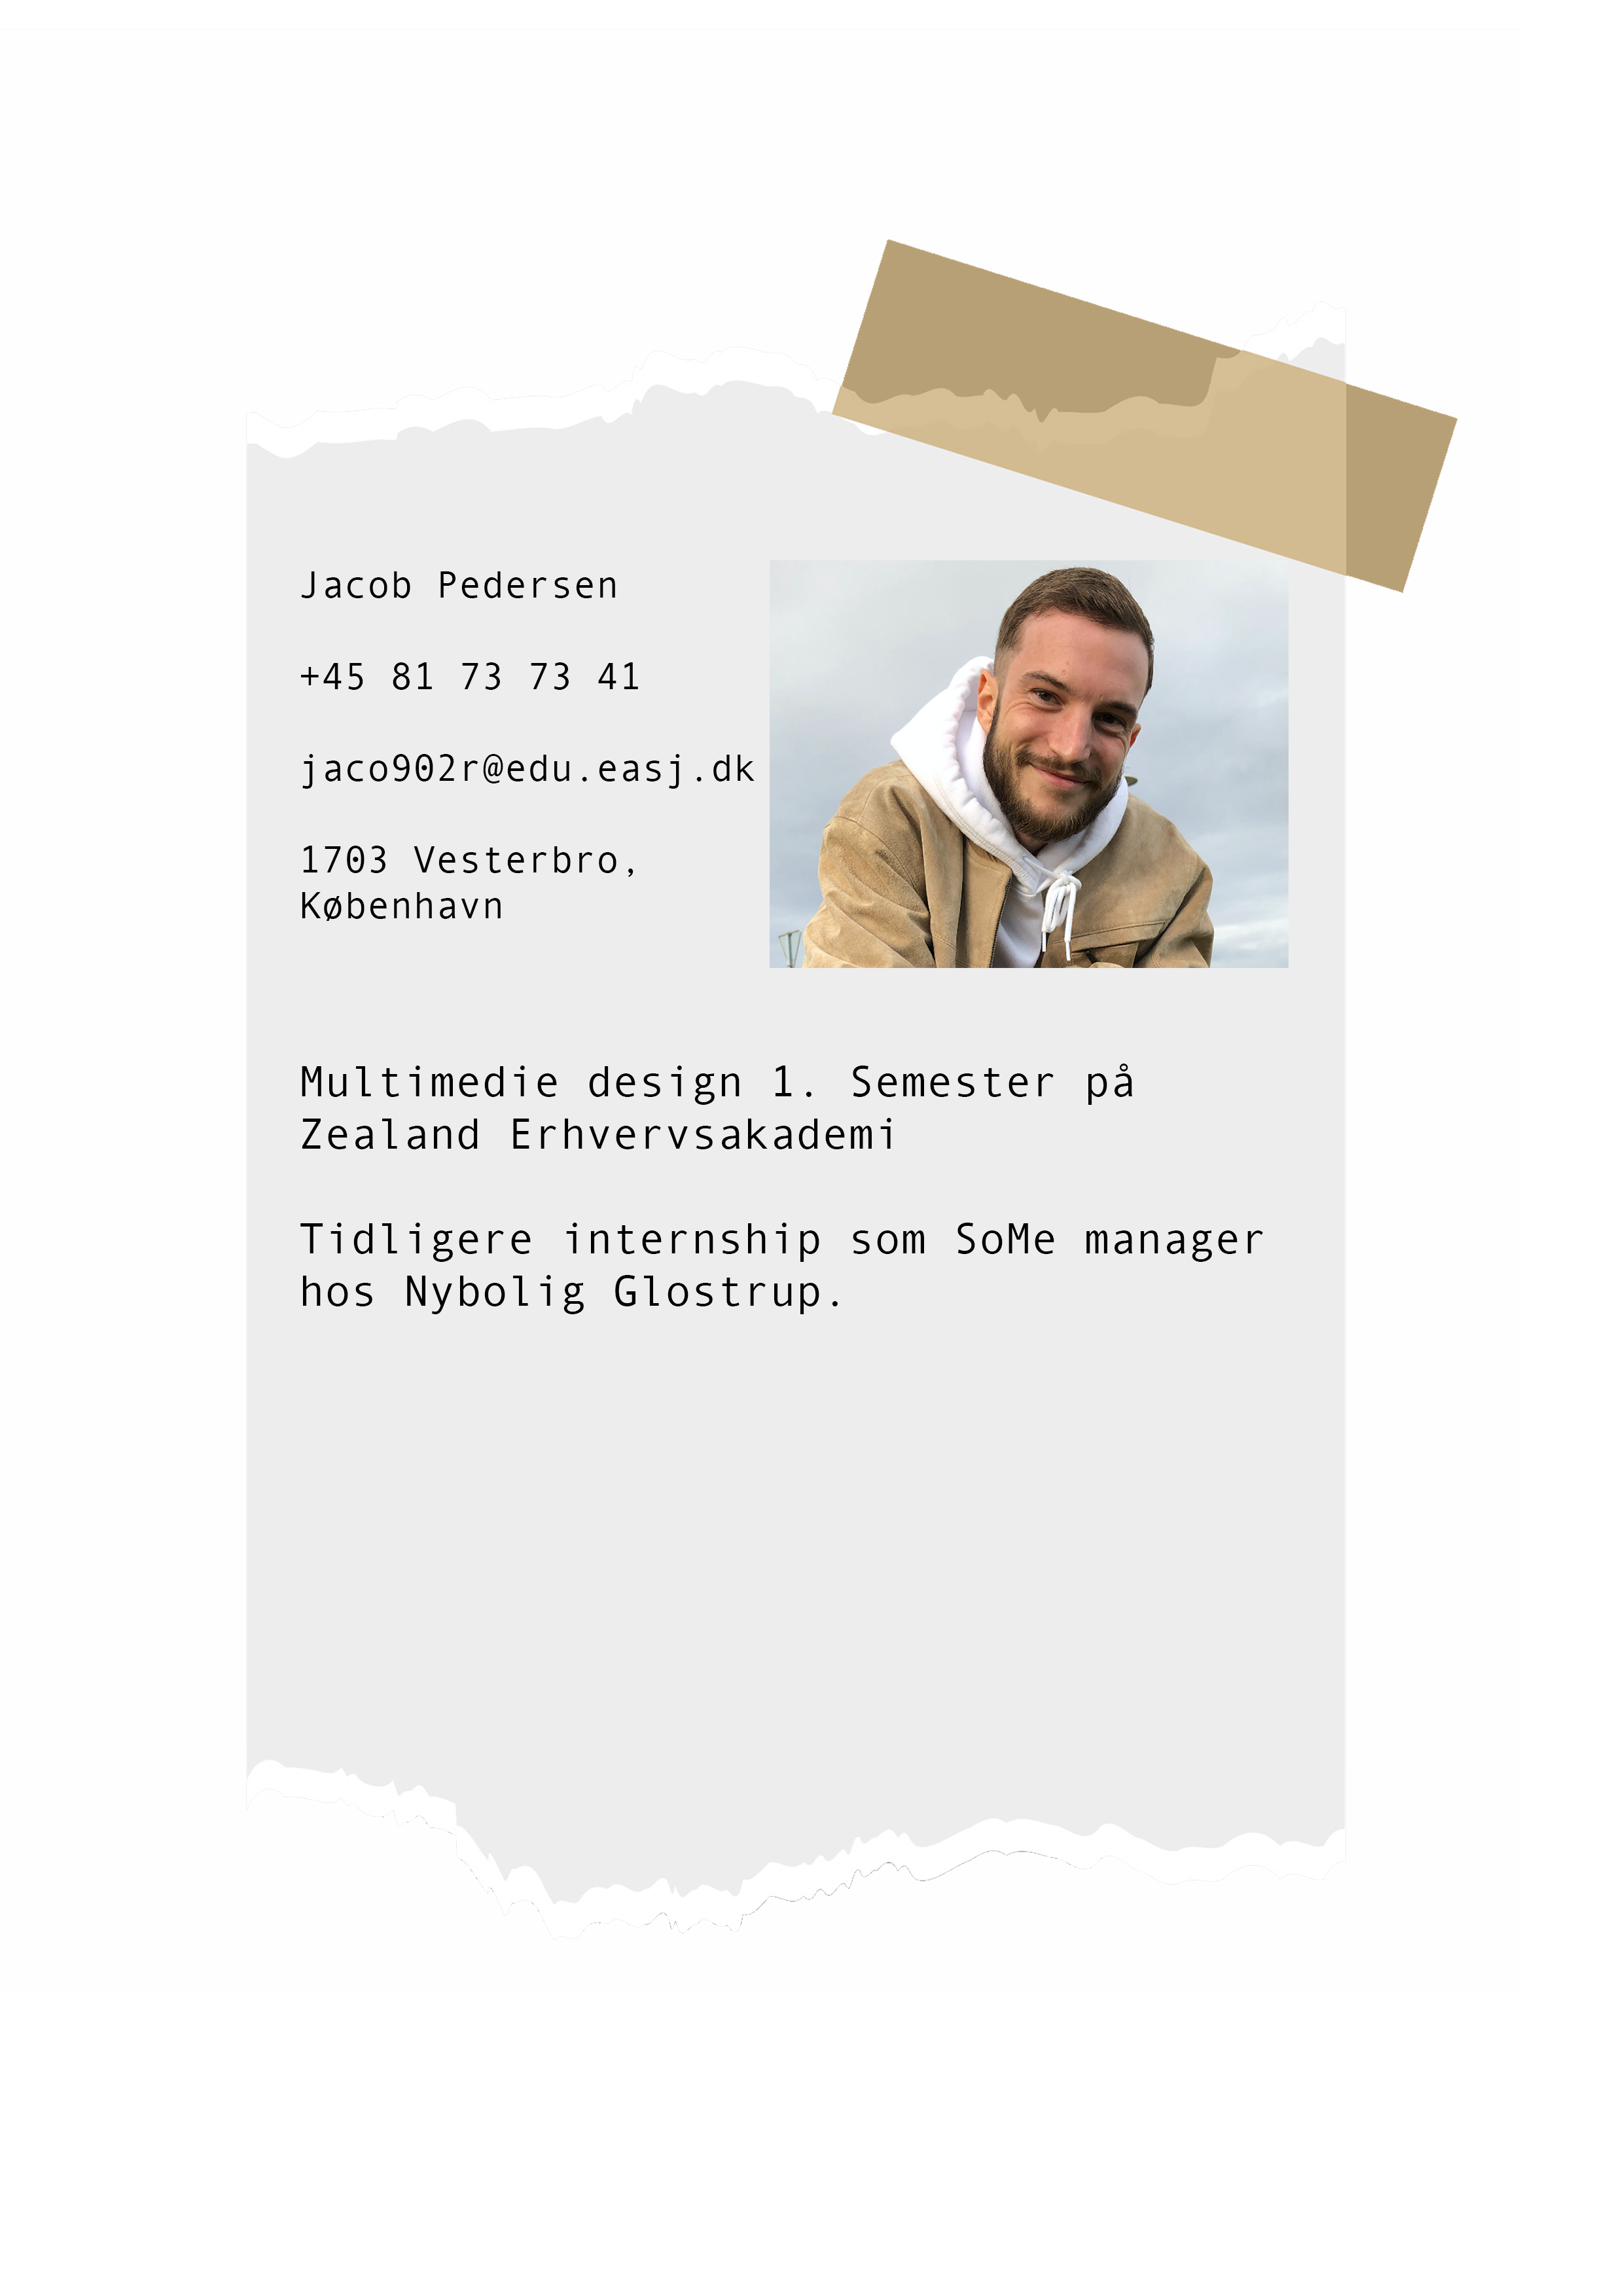 Jacob Pedersen
+45 81 73 73 41
jaco902r@edu.easj.dk
1703 Vesterbro,
København
Multimedie design 1. Semester på
Zealand Erhvervsakademi
Tidligere internship som SoMe manager
hos Nybolig Glostrup.